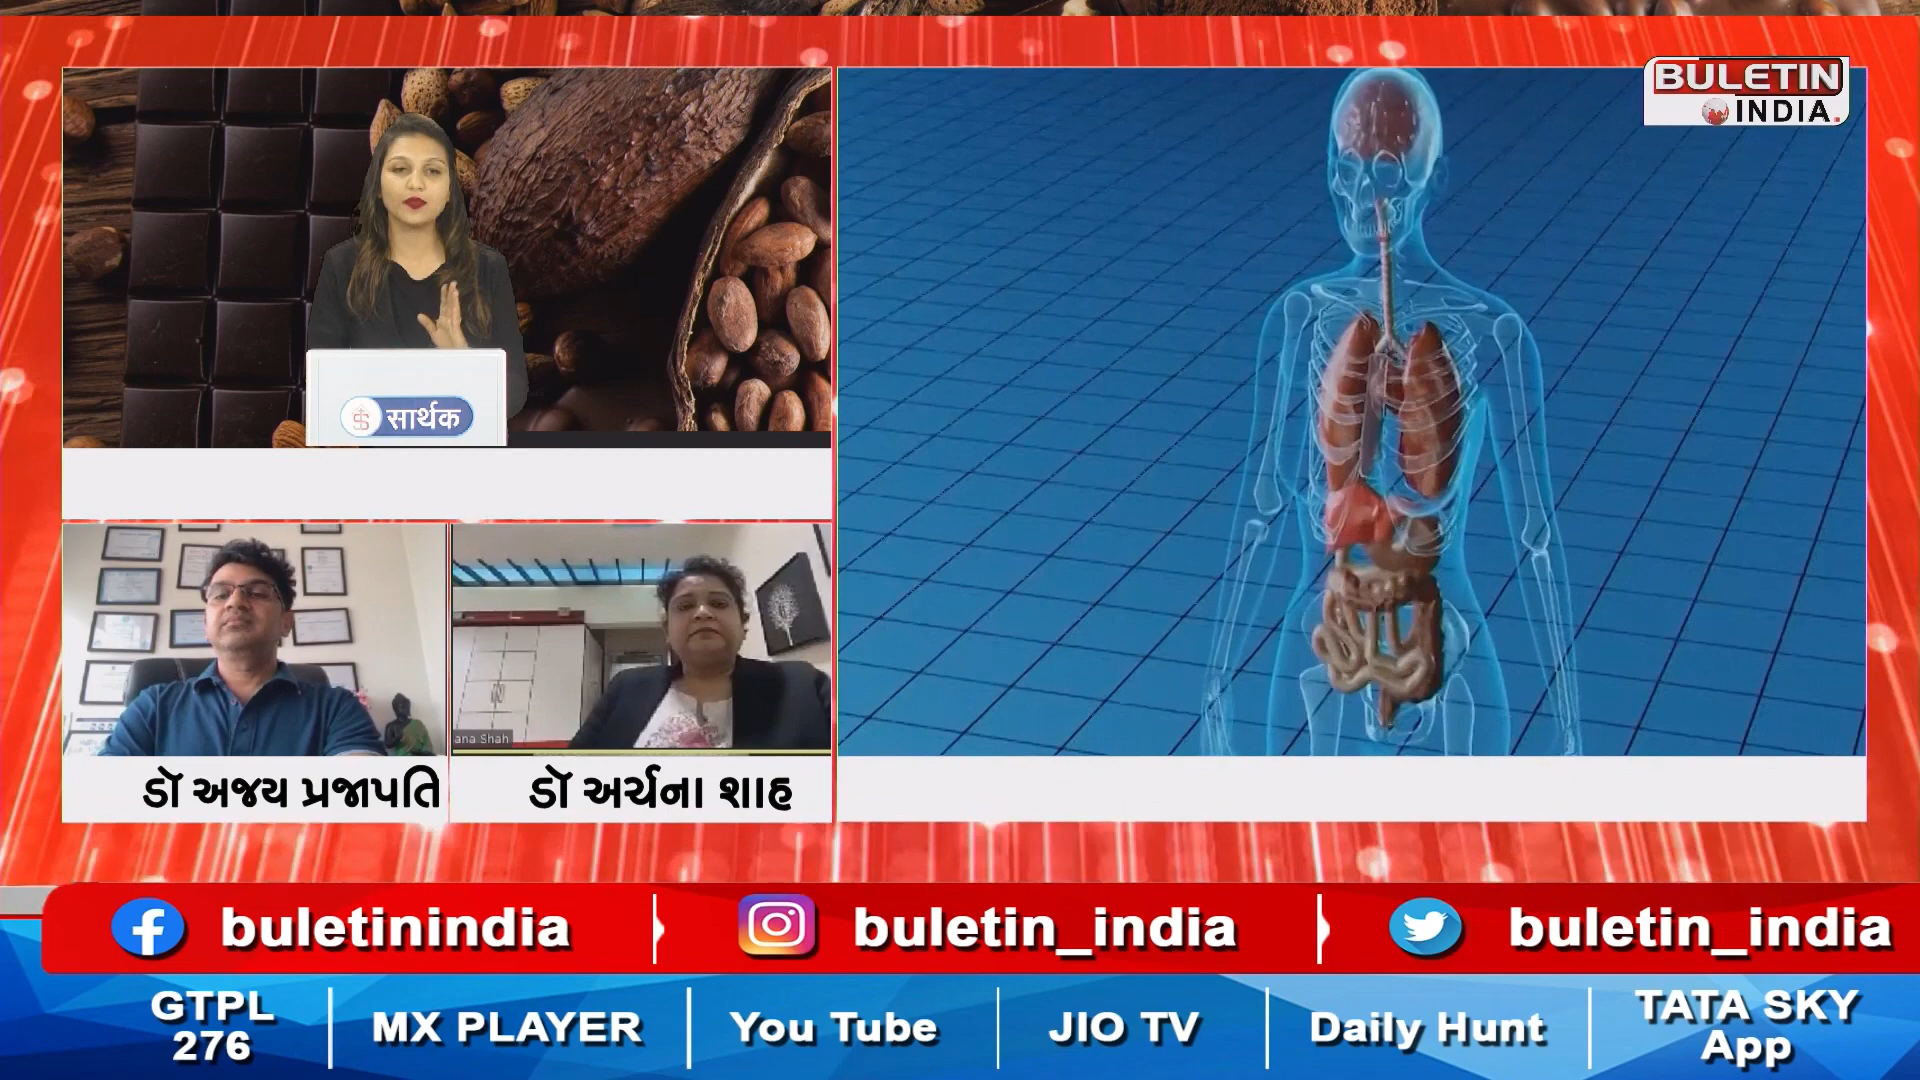 BULETIN
INDIA.
सार्थक
ana Shah
ડૉ અજય પ્રજાપતિ
ડૉ અર્ચના શાહ
buletinindia
buletin_india
buletin_india
GTPL
276
MX PLAYER
You Tube
JIO TV
Daily Hunt
TATA SKY
App